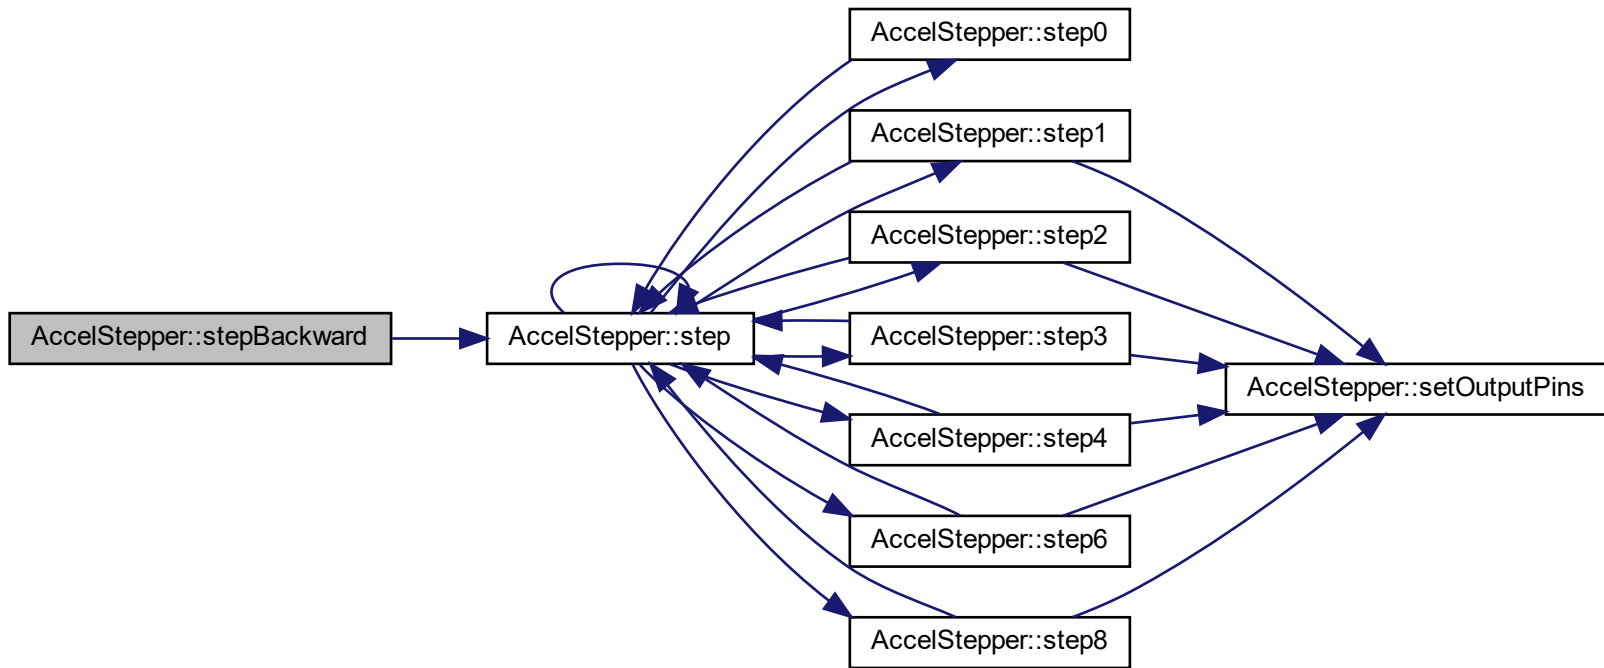 AccelStepper::step0
AccelStepper::step1
AccelStepper::step2
AccelStepper::stepBackward
AccelStepper::step
AccelStepper::step3
AccelStepper::setOutputPins
AccelStepper::step4
AccelStepper::step6
AccelStepper::step8